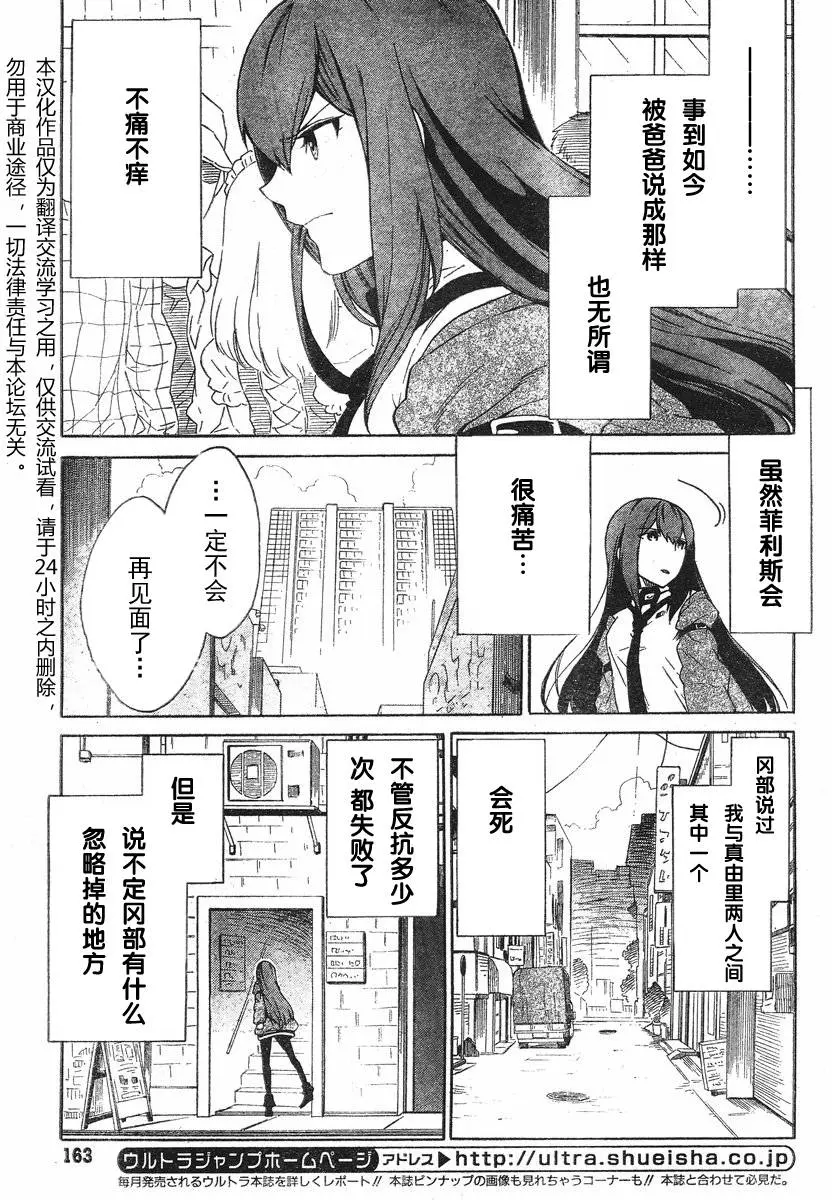 ………
事到如今
被爸爸说成那样
也无所谓
不痛不痒
虽然菲利斯会
很痛苦…
…一定不会
再见面了…
冈部说过
我与真由里两人之间
其中一个
会死
不管反抗多少
次 都失败了
但是
说不定冈部有什么
忽略掉的地方
本汉化作品仅为翻译交流学习之用，仅供交流试看，请于24小时之内删除，
勿用于商业途径，一切法律责任与本论坛无关。
163
ウルトラジャンプホームページ アドレス▶http://ultra.shueisha.co.jp
毎月発売されるウルトラ本誌を詳しくレポート!! 本誌ピンナップの画像も見れちゃうコーナーも!! 本誌と合わせて必見だ。